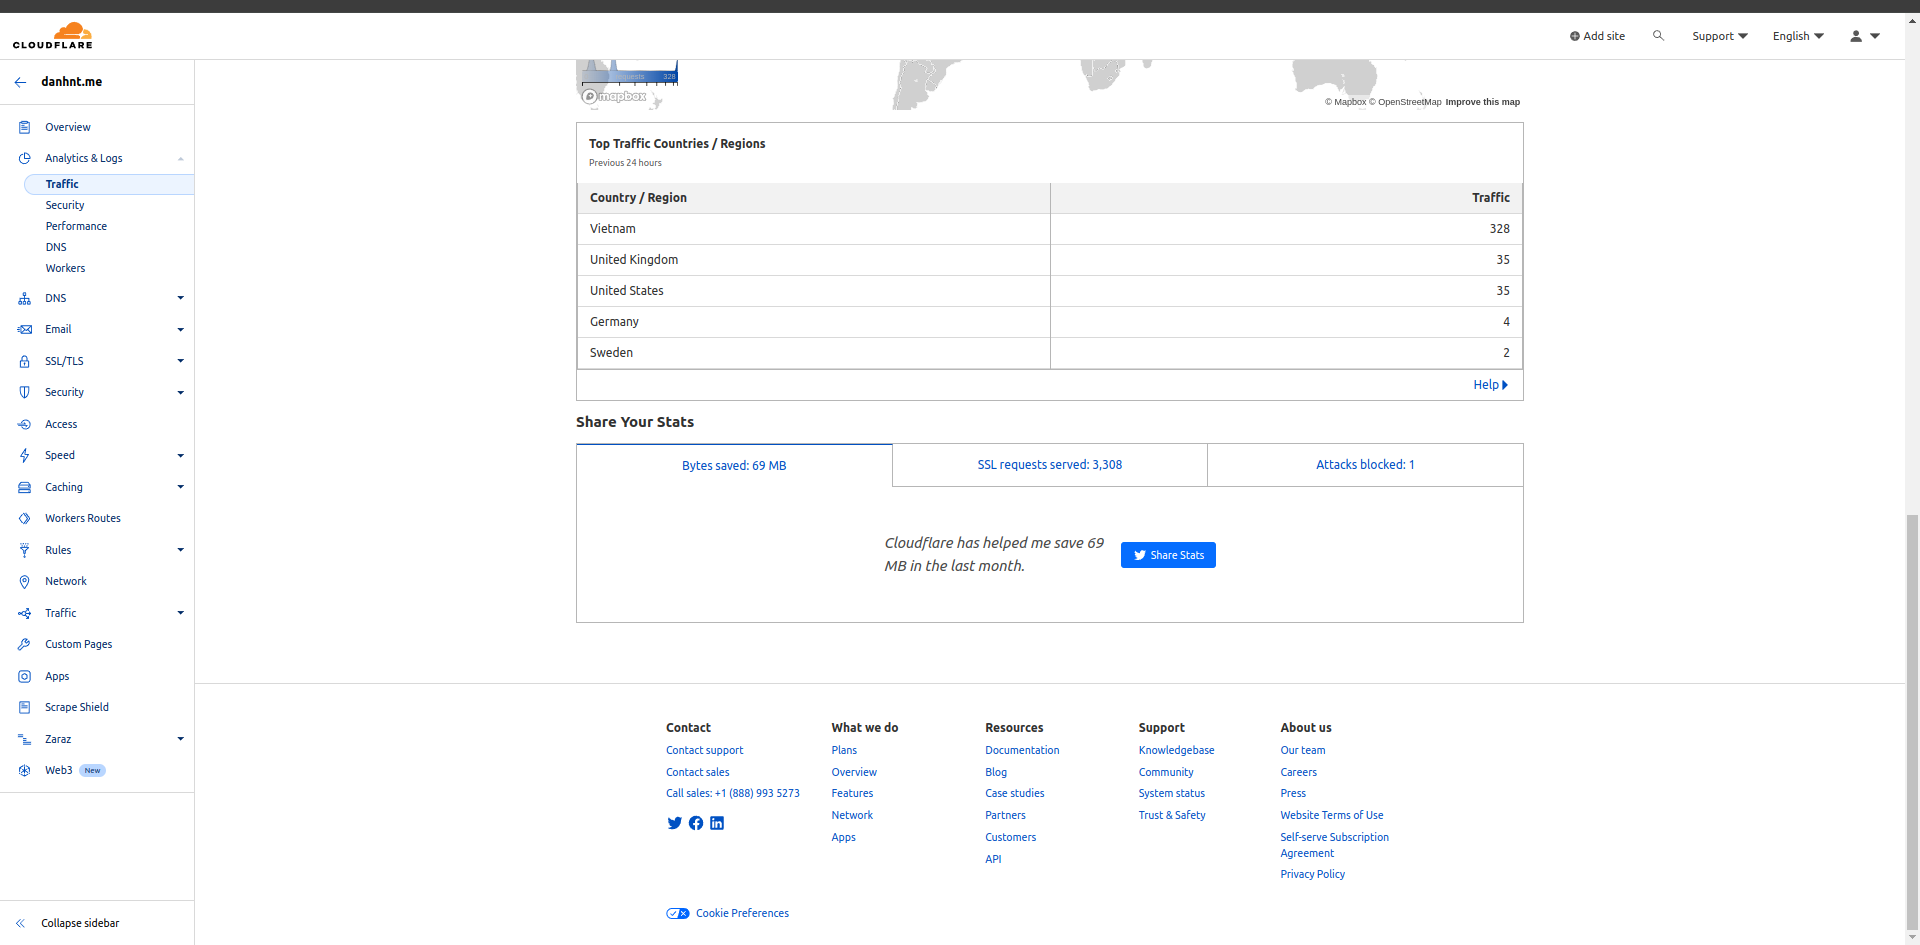 CLOUDFLARE
Add site
Support
English
danhnt.me
Overview
Analytics & Logs
Traffic
Security
Performance
DNS
Workers
DNS
Email
SSL/TLS
Security
Access
Speed
Caching
Workers Routes
Rules
Network
Traffic
Custom Pages
Apps
Scrape Shield
Zaraz
Web3 New
Collapse sidebar
requests 328
mapbox
© Mapbox © OpenStreetMap Improve this map
Top Traffic Countries / Regions
Previous 24 hours
Country / Region Traffic
Vietnam 328
United Kingdom 35
United States 35
Germany 4
Sweden 2
Help
Share Your Stats
Bytes saved: 69 MB
SSL requests served: 3,308
Attacks blocked: 1
Cloudflare has helped me save 69
MB in the last month.
Share Stats
Contact
Contact support
Contact sales
Call sales: +1 (888) 993 5273
What we do
Plans
Overview
Features
Network
Apps
Resources
Documentation
Blog
Case studies
Partners
Customers
API
Support
Knowledgebase
Community
System status
Trust & Safety
About us
Our team
Careers
Press
Website Terms of Use
Self-serve Subscription
Agreement
Privacy Policy
Cookie Preferences